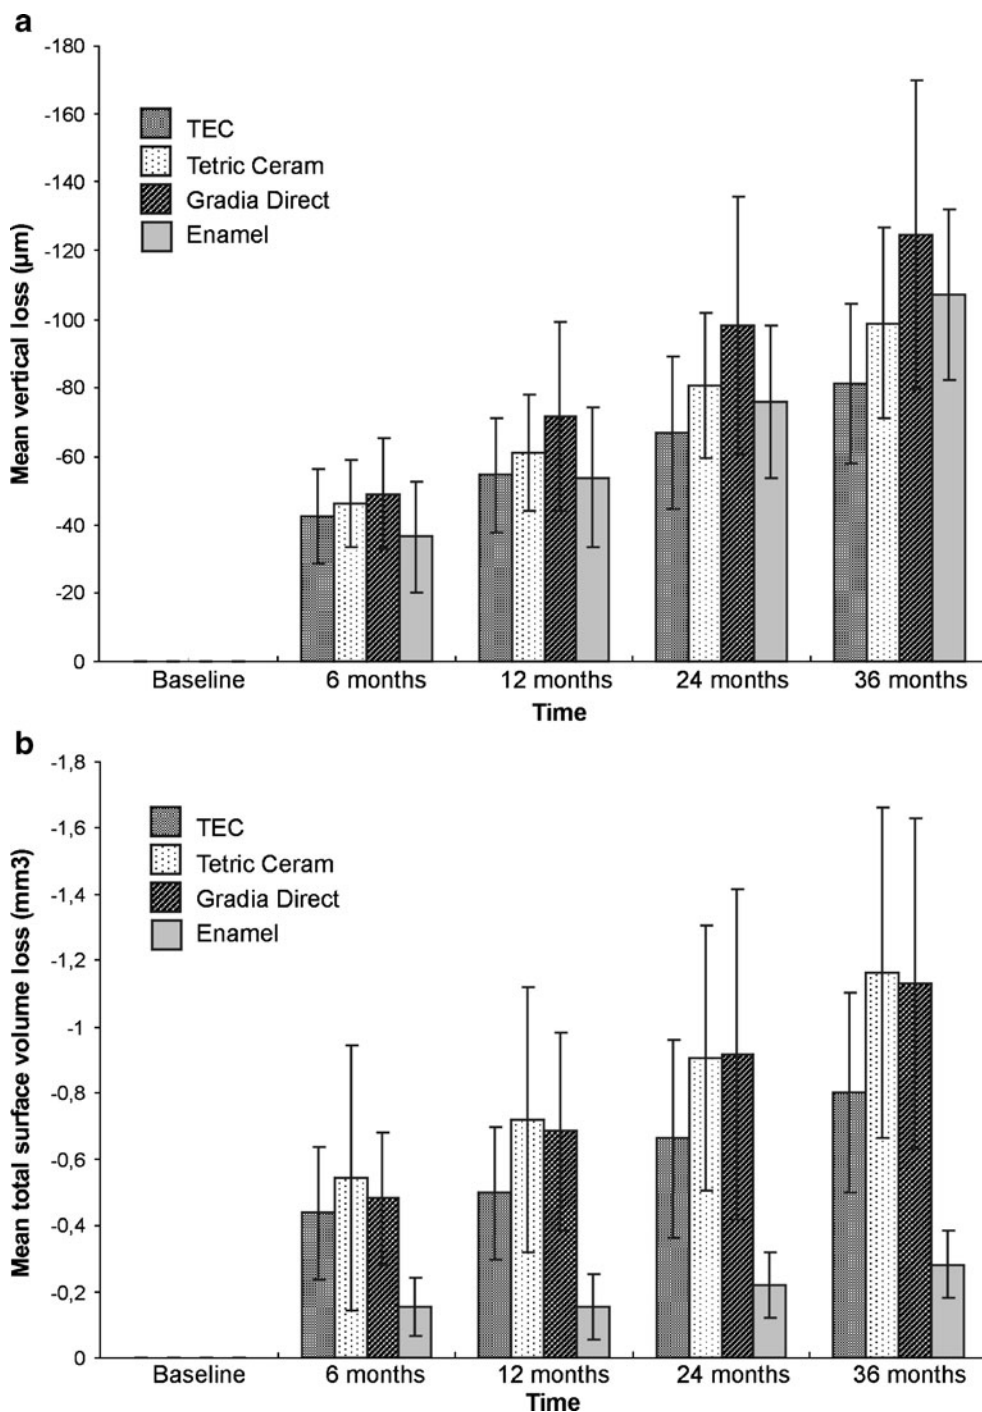 a
Mean vertical loss (µm)
-180
-160
-140
-120
-100
-80
-60
-40
-20
0
TEC
Tetric Ceram
Gradia Direct
Enamel
Baseline 6 months 12 months 24 months 36 months
Time
b
Mean total surface volume loss (mm3)
-1,8
-1,6
-1,4
-1,2
-1
-0,8
-0,6
-0,4
-0,2
0
TEC
Tetric Ceram
Gradia Direct
Enamel
Baseline 6 months 12 months 24 months 36 months
Time